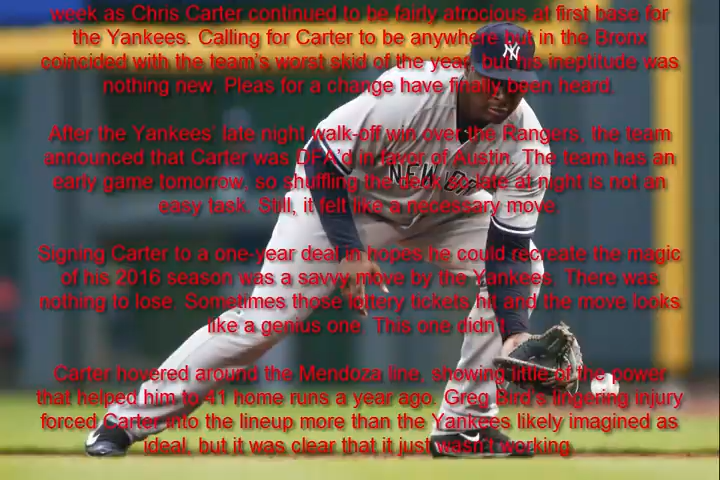 week as Chris Carter continued to be fairly atrocious at first base for
the Yankees. Calling for Carter to be anywhere but in the Bronx
coincided with the team's worst skid of the year, but his ineptitude was
nothing new. Pleas for a change have finally been heard.
After the Yankees' late night walk-off win over the Rangers, the team
announced that Carter was DFA'd in favor of Austin. The team has an
early game tomorrow, so shuffling the deck so late at night is not an
easy task. Still, it felt like a necessary move.
Signing Carter to a one-year deal in hopes he could recreate the magic
of his 2016 season was a savvy move by the Yankees. There was
nothing to lose. Sometimes those lottery tickets hit and the move looks
like a genius one. This one didn't.
Carter hovered around the Mendoza line, showing little of the power
that helped him to 41 home runs a year ago. Greg Bird's lingering injury
forced Carter into the lineup more than the Yankees likely imagined as
ideal, but it was clear that it just wasn't working.
NY
NEW